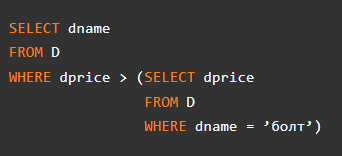 SELECT dname
FROM D
WHERE dprice > (SELECT dprice
FROM D
WHERE dname = ’болт’)